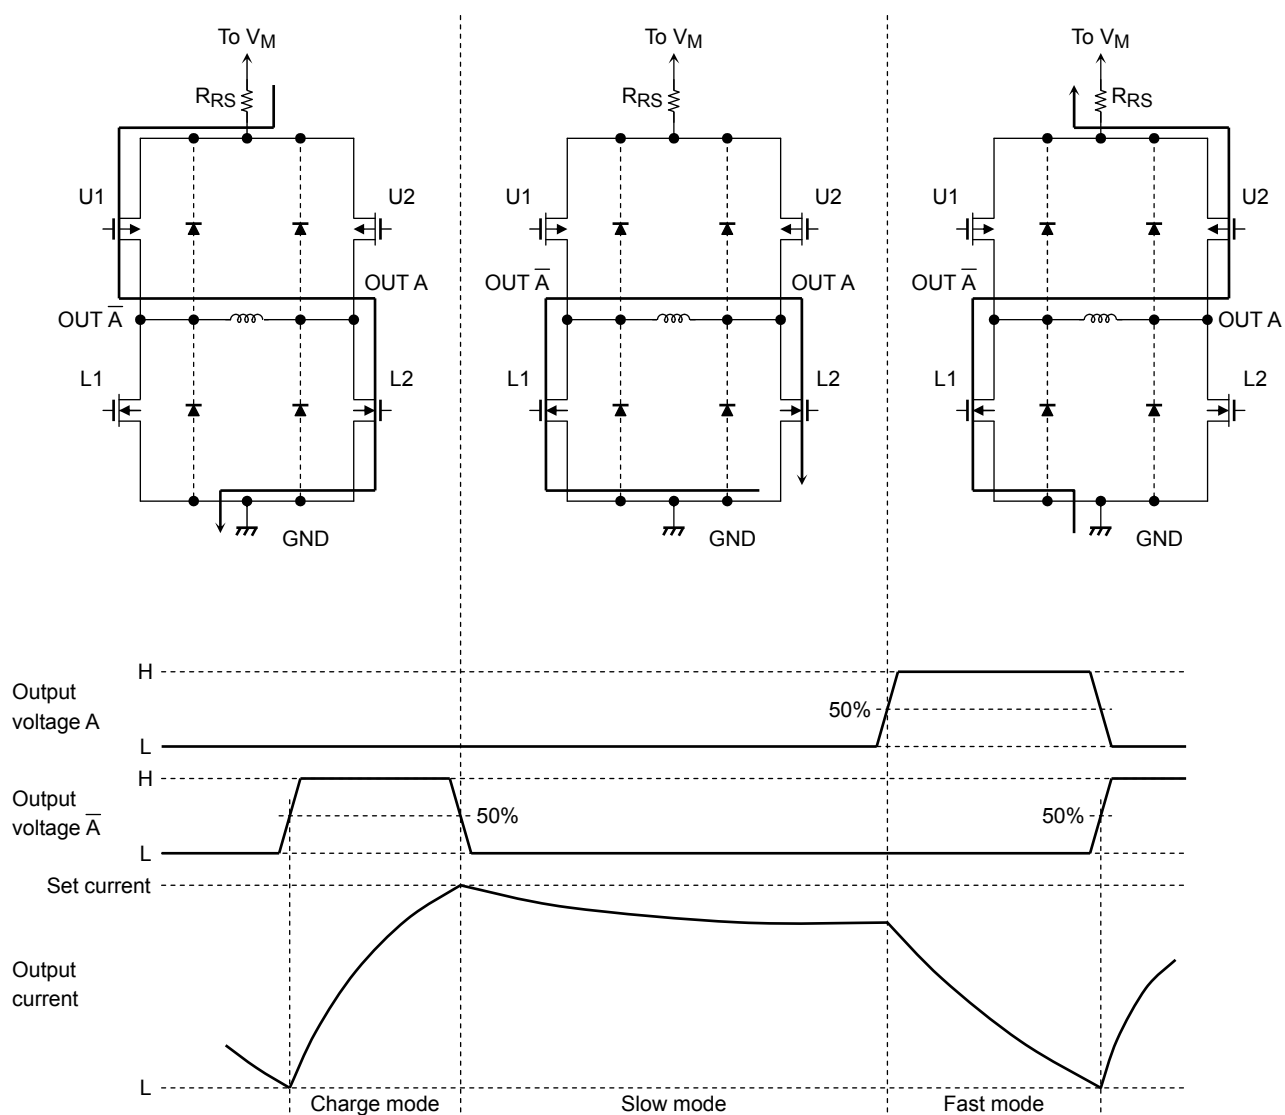 To VM To VM To VM
RRS RRS RRS
U1 U2 U1 U2 U1 U2
OUT A OUT A̅ OUT A OUT A̅
OUT A̅ OUT A
L1 L2 L1 L2 L1 L2
GND GND GND
H
Output
voltage A
50%
L
H
Output
voltage A̅
50% 50%
L
Set current
Output
current
L
Charge mode Slow mode Fast mode